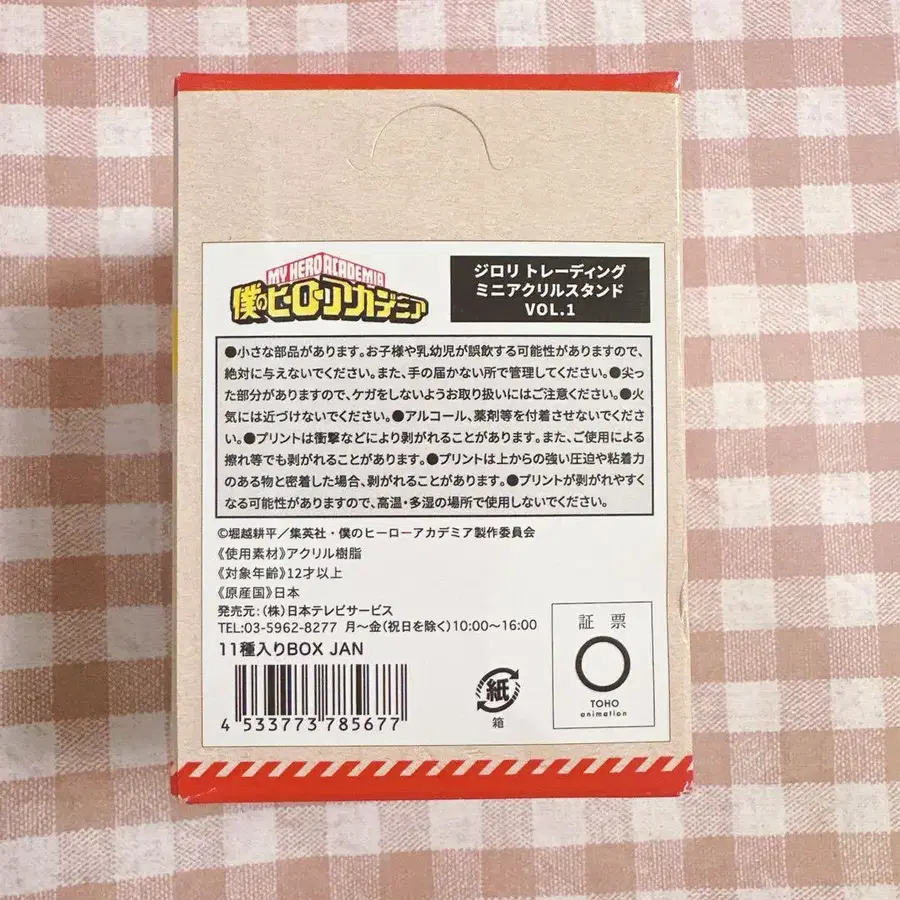 MY HERO ACADEMIA
僕のヒーローアカデミア
ジロリ トレーディング
ミニアクリルスタンド
VOL.1
●小さな部品があります。お子様や乳幼児が誤飲する可能性がありますので、
絶対に与えないでください。また、手の届かない所で管理してください。●尖っ
た部分がありますので、ケガをしないようお取り扱いにはご注意ください。●火
気には近づけないでください。●アルコール、薬剤等を付着させないでくださ
い。●プリントは衝撃などにより剥がれることがあります。また、ご使用による
擦れ等でも剥がれることがあります。●プリントは上からの強い圧迫や粘着力
のある物と密着した場合、剥がれることがあります。●プリントが剥がれやすく
なる可能性がありますので、高温・多湿の場所で使用しないでください。
©堀越耕平／集英社・僕のヒーローアカデミア製作委員会
《使用素材》アクリル樹脂
《対象年齢》12才以上
《原産国》日本
発売元:(株)日本テレビサービス
TEL:03-5962-8277 月～金(祝日を除く)10:00～16:00
11種入りBOX JAN
4 533773 785677
紙
箱
証 票
TOHO
animation